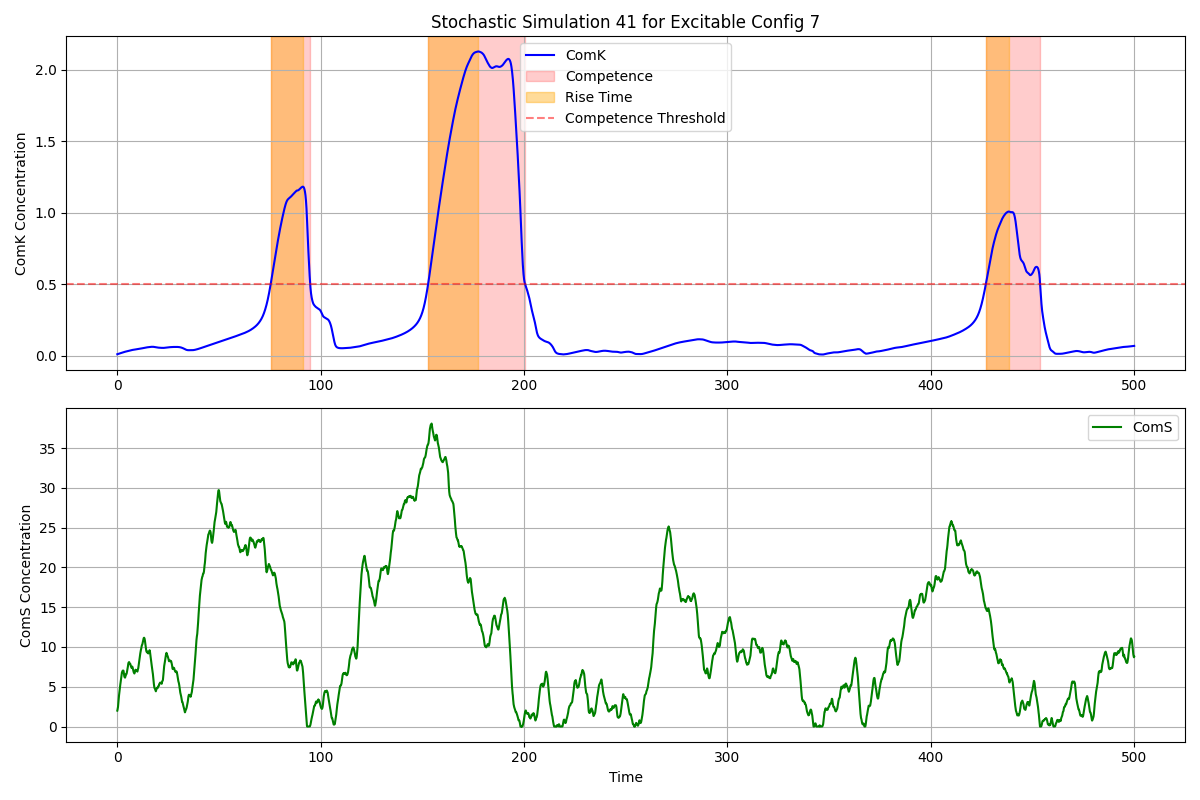 Stochastic Simulation 41 for Excitable Config 7
ComK Concentration
2.0
1.5
1.0
0.5
0.0
ComK
Competence
Rise Time
Competence Threshold
0 100 200 300 400 500
ComS Concentration
35
30
25
20
15
10
5
0
ComS
0 100 200 300 400 500
Time